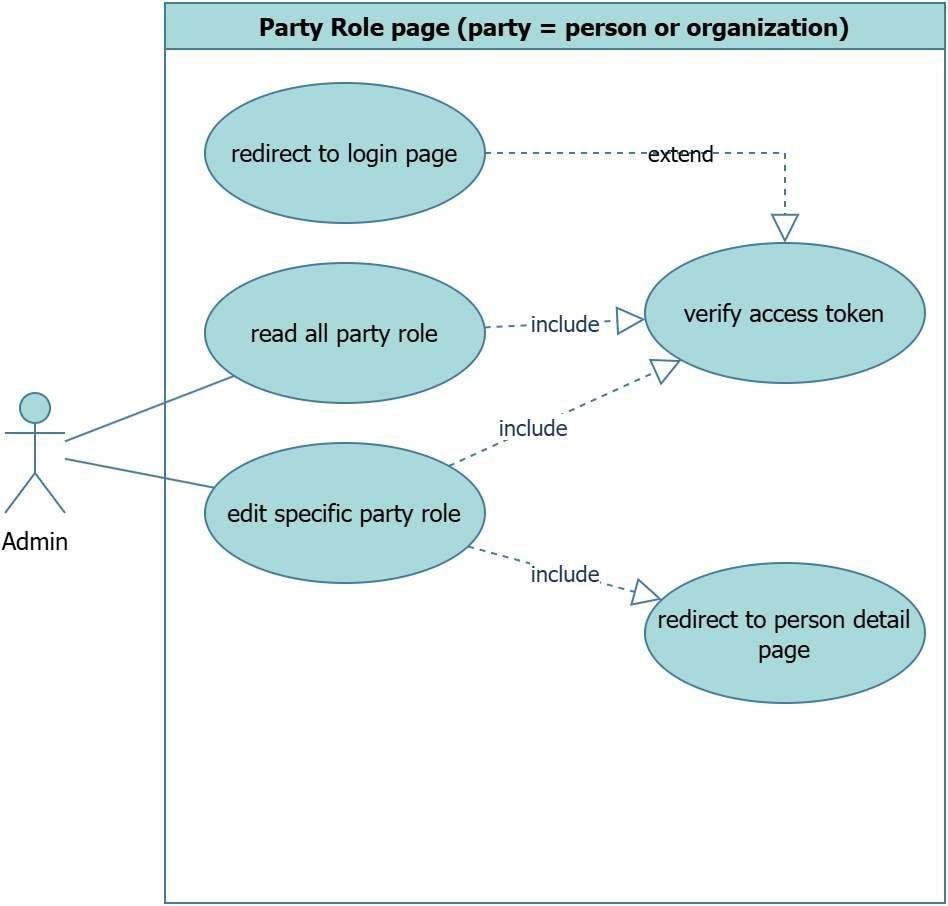 Party Role page (party = person or organization)
redirect to login page
extend
verify access token
read all party role
include
include
edit specific party role
Admin
include
redirect to person detail
page